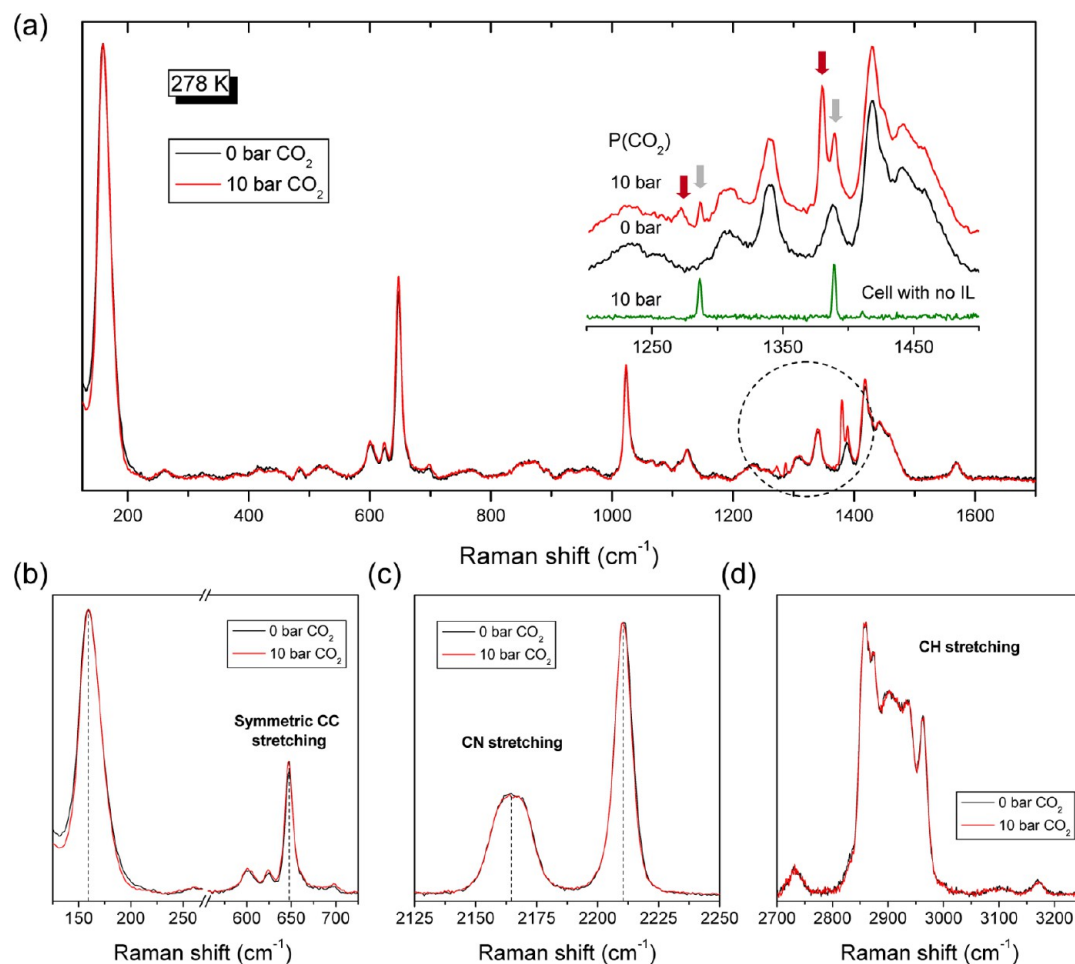 (a)
278 K
0 bar CO₂
10 bar CO₂
P(CO₂)
10 bar
0 bar
10 bar
Cell with no IL
1250 1350 1450
200 400 600 800 1000 1200 1400 1600
Raman shift (cm⁻¹)
(b)
0 bar CO₂
10 bar CO₂
Symmetric CC
stretching
150 200 250 600 650 700
Raman shift (cm⁻¹)
(c)
0 bar CO₂
10 bar CO₂
CN stretching
2125 2150 2175 2200 2225 2250
Raman shift (cm⁻¹)
(d)
CH stretching
0 bar CO₂
10 bar CO₂
2700 2800 2900 3000 3100 3200
Raman shift (cm⁻¹)